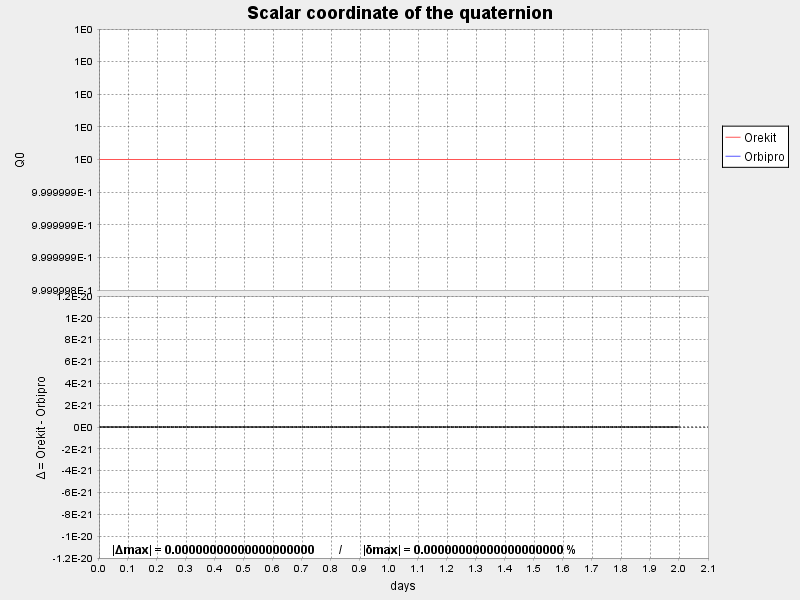 Scalar coordinate of the quaternion
1E0
1E0
1E0
1E0
1E0
9.999999E-1
9.999999E-1
9.999999E-1
9.999998E-1
Q0
Orekit
Orbipro
1.2E-20
1E-20
8E-21
6E-21
4E-21
2E-21
0E0
-2E-21
-4E-21
-6E-21
-8E-21
-1E-20
-1.2E-20
Δ = Orekit - Orbipro
|Δmax| = 0.00000000000000000000 / |δmax| = 0.00000000000000000000 %
0.0 0.1 0.2 0.3 0.4 0.5 0.6 0.7 0.8 0.9 1.0 1.1 1.2 1.3 1.4 1.5 1.6 1.7 1.8 1.9 2.0 2.1
days